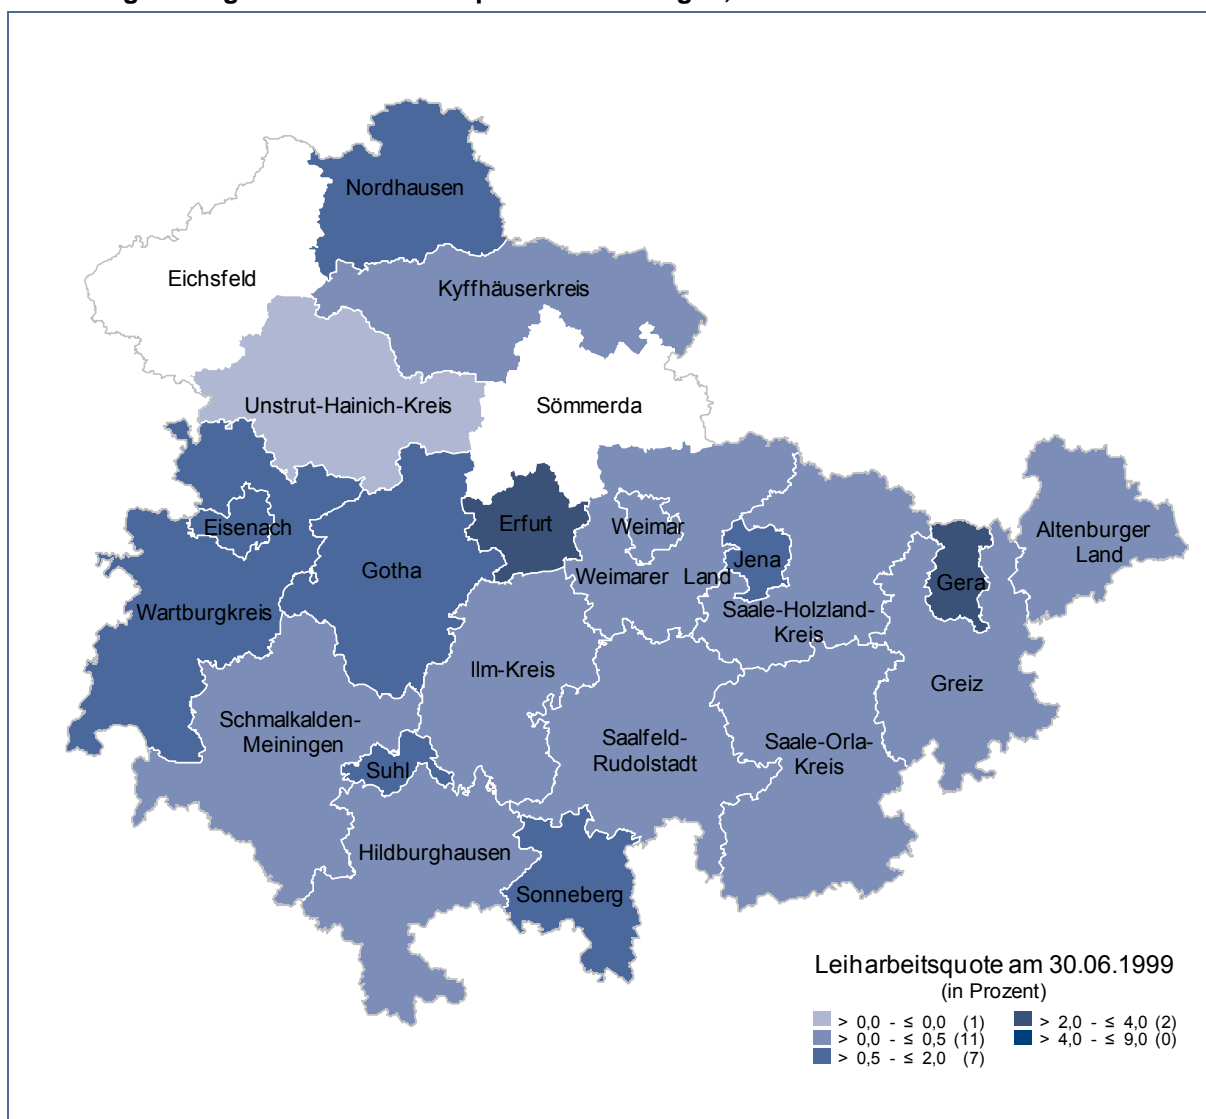 Nordhausen
Eichsfeld
Kyffhäuserkreis
Unstrut-Hainich-Kreis
Sömmerda
Eisenach
Erfurt
Weimar
Altenburger
Land
Gotha
Weimarer Land
Jena
Gera
Wartburgkreis
Saale-Holzland-
Kreis
Ilm-Kreis
Greiz
Schmalkalden-
Meiningen
Saalfeld-
Rudolstadt
Saale-Orla-
Kreis
Suhl
Hildburghausen
Sonneberg
Leiharbeitsquote am 30.06.1999
(in Prozent)
> 0,0 - ≤ 0,0 (1)
> 0,0 - ≤ 0,5 (11)
> 0,5 - ≤ 2,0 (7)
> 2,0 - ≤ 4,0 (2)
> 4,0 - ≤ 9,0 (0)